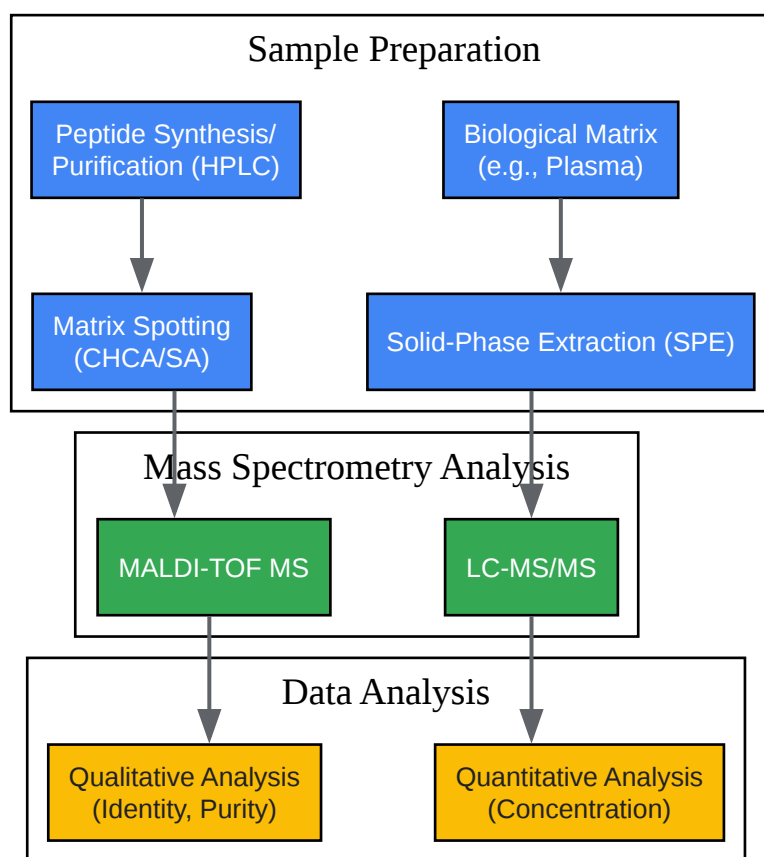 Sample Preparation
Peptide Synthesis/
Purification (HPLC)
Biological Matrix
(e.g., Plasma)
Matrix Spotting
(CHCA/SA)
Solid-Phase Extraction (SPE)
Mass Spectrometry Analysis
MALDI-TOF MS
LC-MS/MS
Data Analysis
Qualitative Analysis
(Identity, Purity)
Quantitative Analysis
(Concentration)